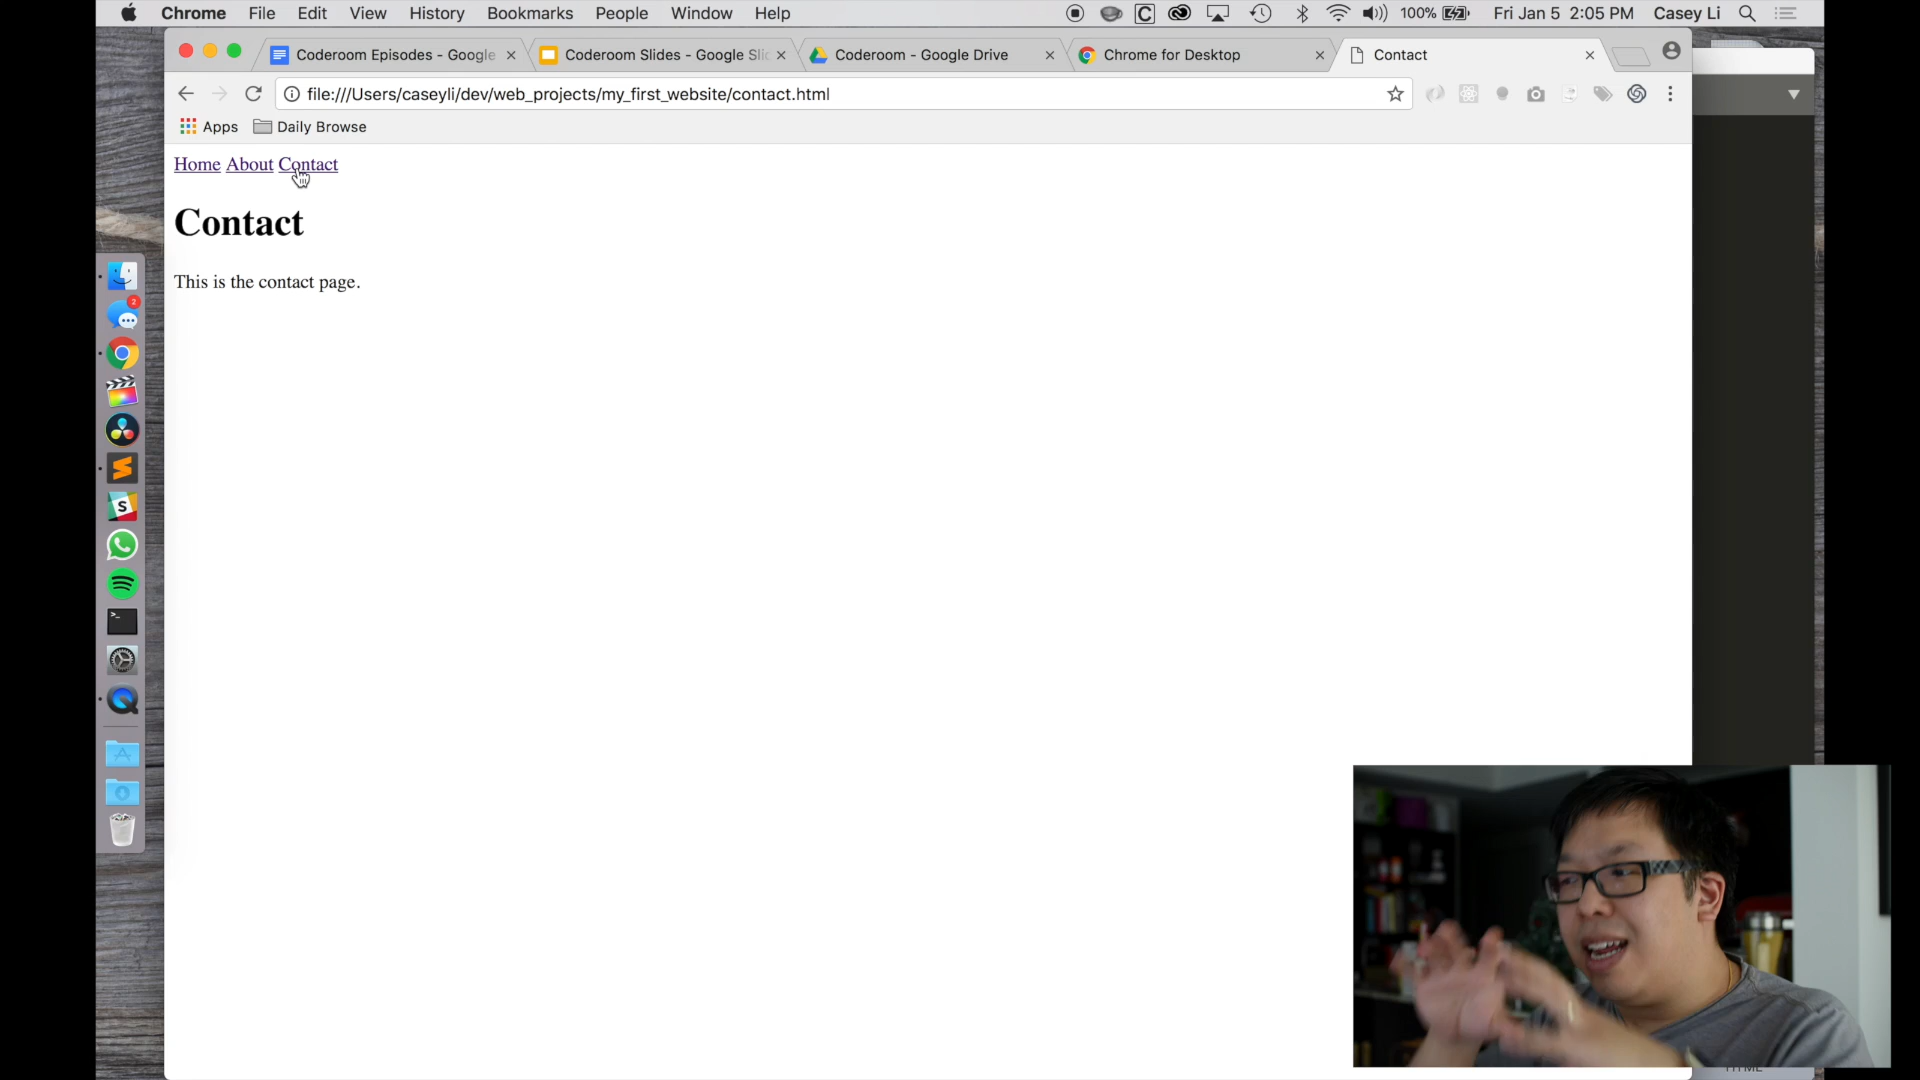 Chrome File Edit View History Bookmarks People Window Help 100% Fri Jan 5 2:05 PM Casey Li
Coderoom Episodes - Google Coderoom Slides - Google Coderoom - Google Drive Chrome for Desktop Contact
file:///Users/caseyli/dev/web_projects/my_first_website/contact.html
Apps Daily Browse
Home About Contact
Contact
This is the contact page.
2
HTML